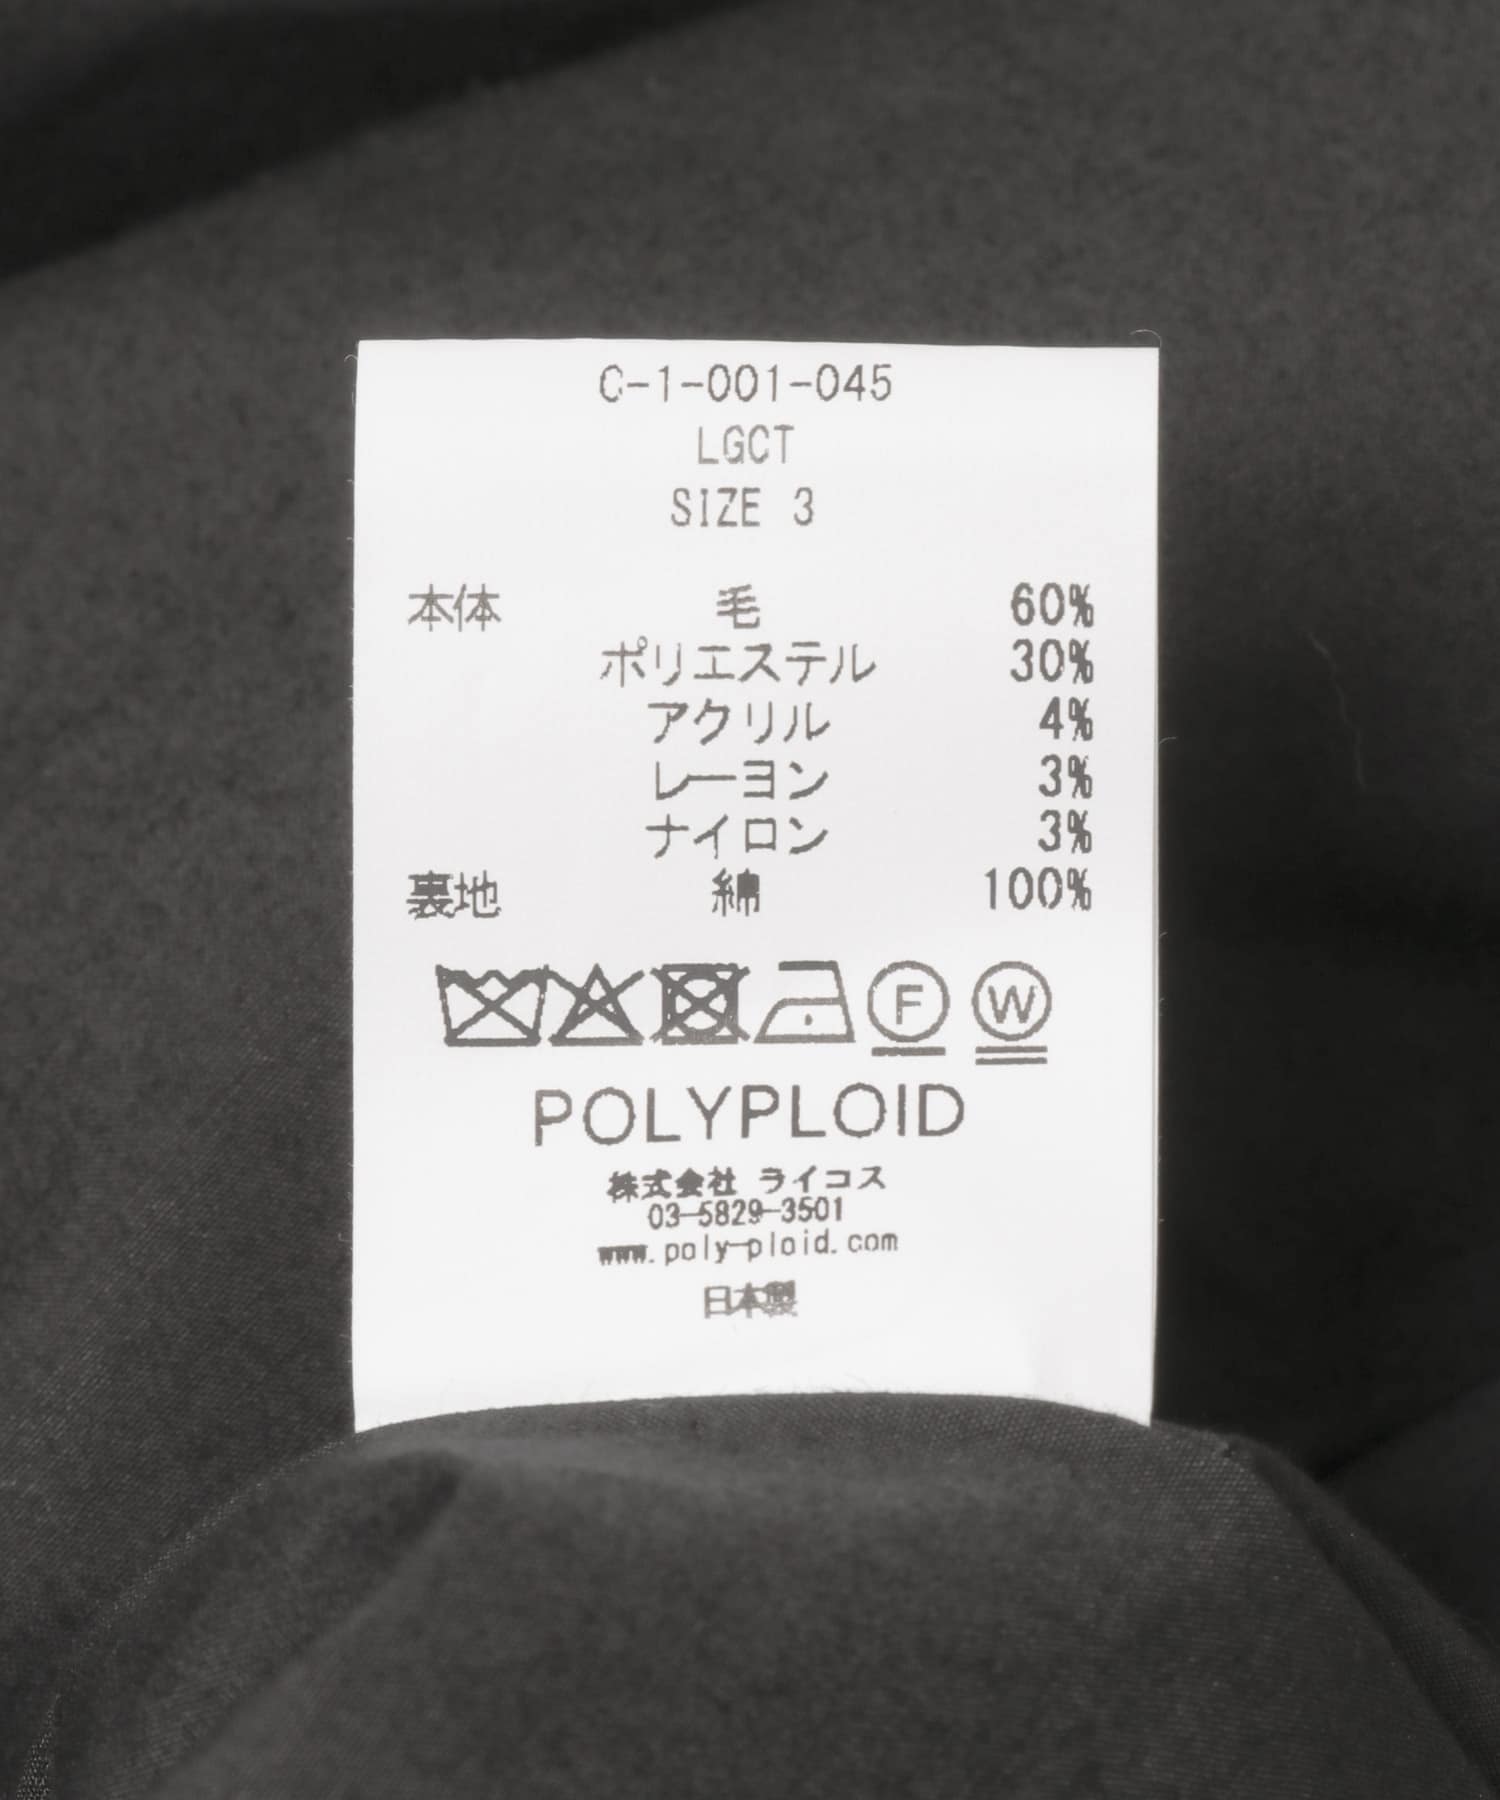 C-1-001-045
LGCT
SIZE 3
本体 毛 60%
ポリエステル 30%
アクリル 4%
レーヨン 3%
ナイロン 3%
裏地 綿 100%
F W
POLYPLOID
株式会社 ライコス
03-5829-3501
www.poly-ploid.com
日本製